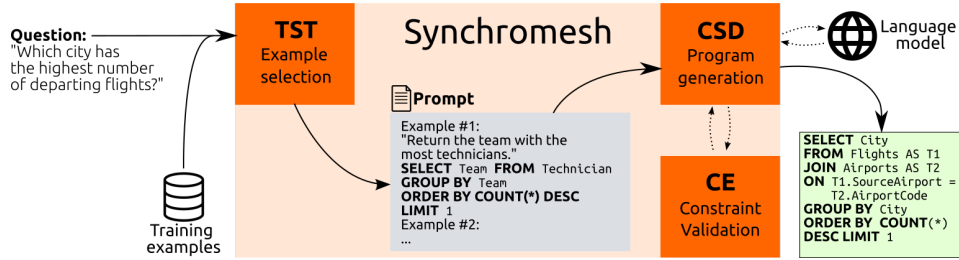 Question:
"Which city has
the highest number
of departing flights?"
Training
examples
TST
Example
selection
Synchromesh
Prompt
Example #1:
"Return the team with the
most technicians."
SELECT Team FROM Technician
GROUP BY Team
ORDER BY COUNT(*) DESC
LIMIT 1
Example #2:
...
CSD
Program
generation
CE
Constraint
Validation
Language
model
SELECT City
FROM Flights AS T1
JOIN Airports AS T2
ON T1.SourceAirport =
T2.AirportCode
GROUP BY City
ORDER BY COUNT(*)
DESC LIMIT 1